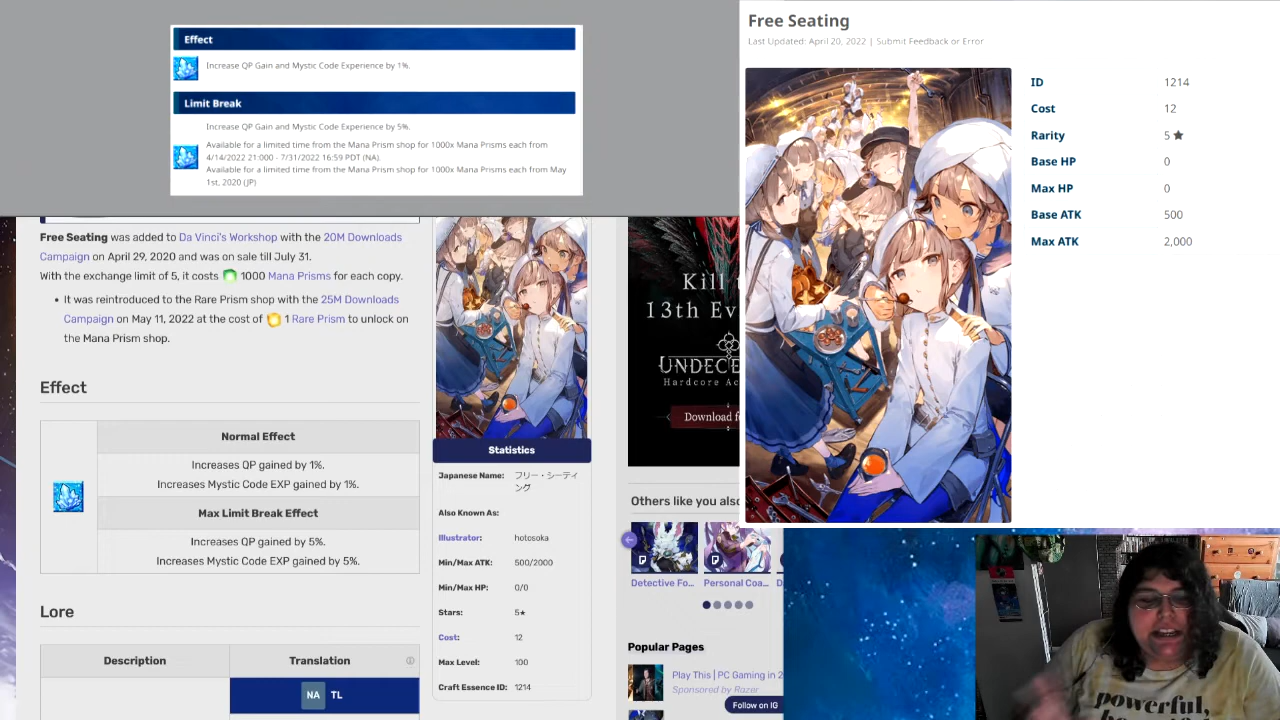 Effect
Increase QP Gain and Mystic Code Experience by 1%.
Limit Break
Increase QP Gain and Mystic Code Experience by 5%.
Available for a limited time from the Mana Prism shop for 1000x Mana Prisms each from
4/14/2022 21:000 - 7/31/2022 16:59 PDT (NA).
Available for a limited time from the Mana Prism shop for 1000x Mana Prisms each from May
1st, 2020 (JP)
Free Seating
Last Updated: April 20, 2022 | Submit Feedback or Error
ID 1214
Cost 12
Rarity 5 ★
Base HP 0
Max HP 0
Base ATK 500
Max ATK 2,000
Free Seating was added to Da Vinci's Workshop with the 20M Downloads
Campaign on April 29, 2020 and was on sale till July 31.
With the exchange limit of 5, it costs 1000 Mana Prisms for each copy.
• It was reintroduced to the Rare Prism shop with the 25M Downloads
Campaign on May 11, 2022 at the cost of 1 Rare Prism to unlock on
the Mana Prism shop.
Effect
Normal Effect
Increases QP gained by 1%.
Increases Mystic Code EXP gained by 1%.
Max Limit Break Effect
Increases QP gained by 5%.
Increases Mystic Code EXP gained by 5%.
Lore
Description Translation
NA TL
Statistics
Japanese Name: フリー・シーティ
ング
Also Known As:
Illustrator: hotosoka
Min/Max ATK: 500/2000
Min/Max HP: 0/0
Stars: 5★
Cost: 12
Max Level: 100
Craft Essence ID: 1214
Kill
13th Ev
UNDECE
Hardcore Ac
Download f
Others like you als
Detective Fo... Personal Coa... D
Popular Pages
Play This | PC Gaming in 2
Sponsored by Razer
Follow on IG
powerful,